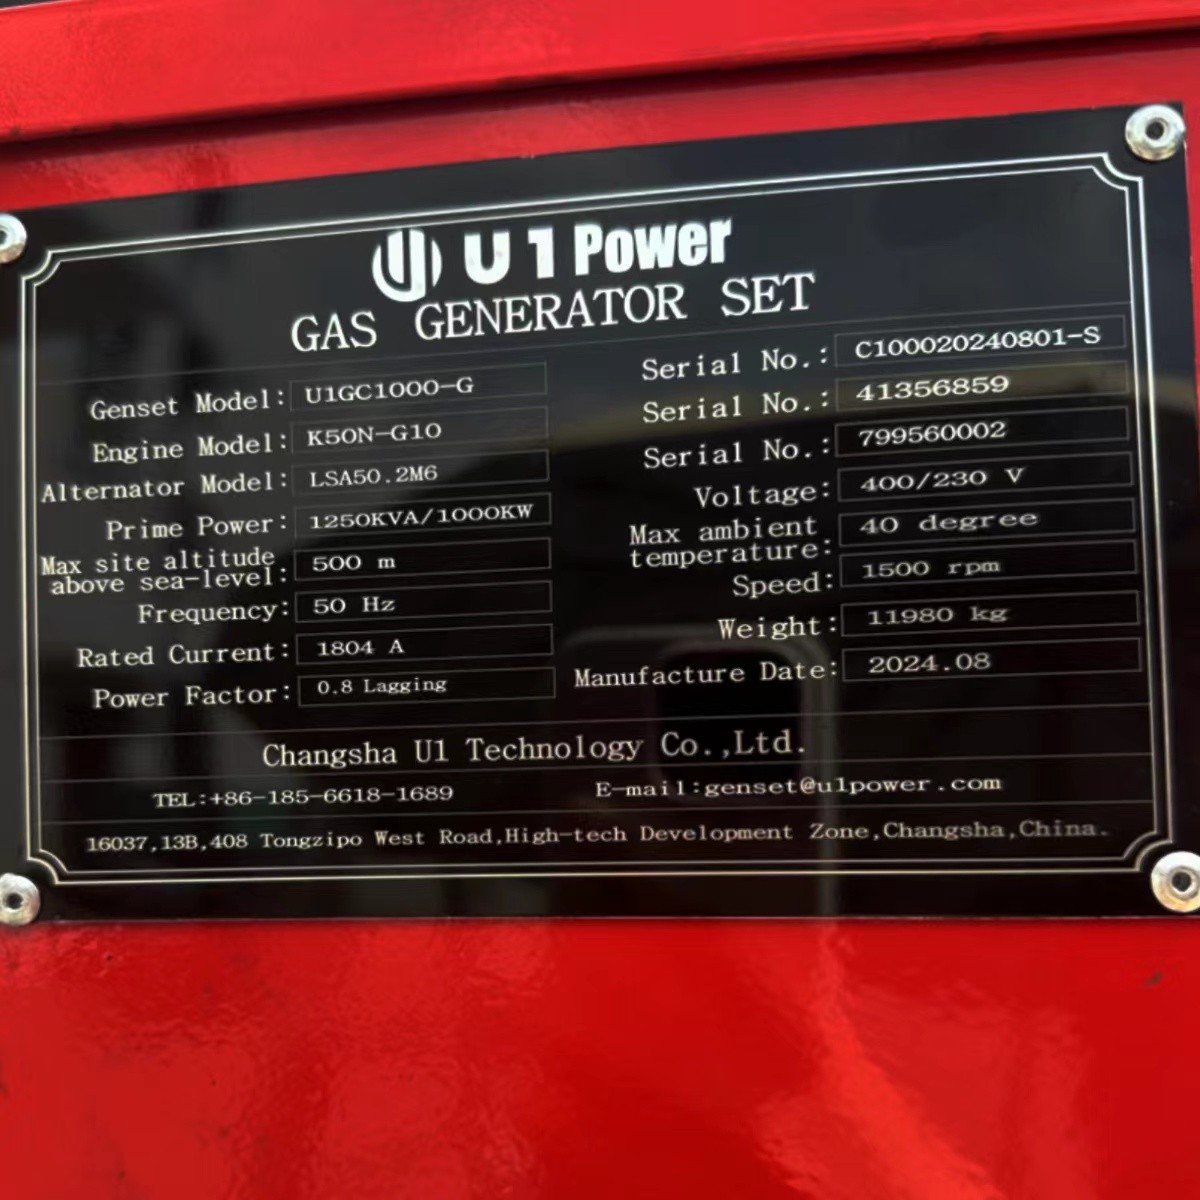 U1 Power
GAS GENERATOR SET
Genset Model: U1GC1000-G Serial No.: C100020240801-S
Engine Model: K50N-G10 Serial No.: 41356859
Alternator Model: LSA50.2M6 Serial No.: 799560002
Prime Power: 1250KVA/1000KW Voltage: 400/230 V
Max site altitude above sea-level: 500 m Max ambient temperature: 40 degree
Frequency: 50 Hz Speed: 1500 rpm
Rated Current: 1804 A Weight: 11980 kg
Power Factor: 0.8 Lagging Manufacture Date: 2024.08
Changsha U1 Technology Co.,Ltd.
TEL:+86-185-6618-1689 E-mail:genset@u1power.com
16037,13B,408 Tongzipo West Road,High-tech Development Zone,Changsha,China.